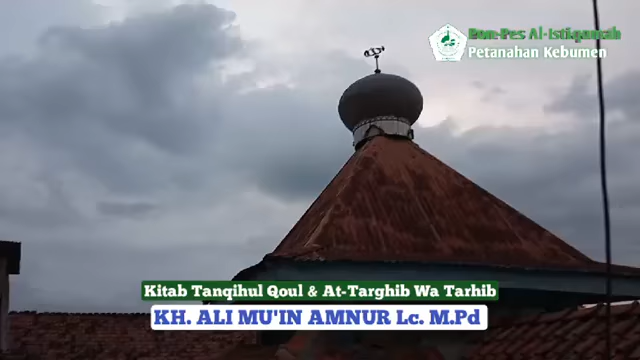 Pon-Pes Al-Istiqomah
Petanahan Kebumen
Kitab Tanqihul Qoul & At-Targhib Wa Tarhib
KH. ALI MU'IN AMNUR Lc. M.Pd